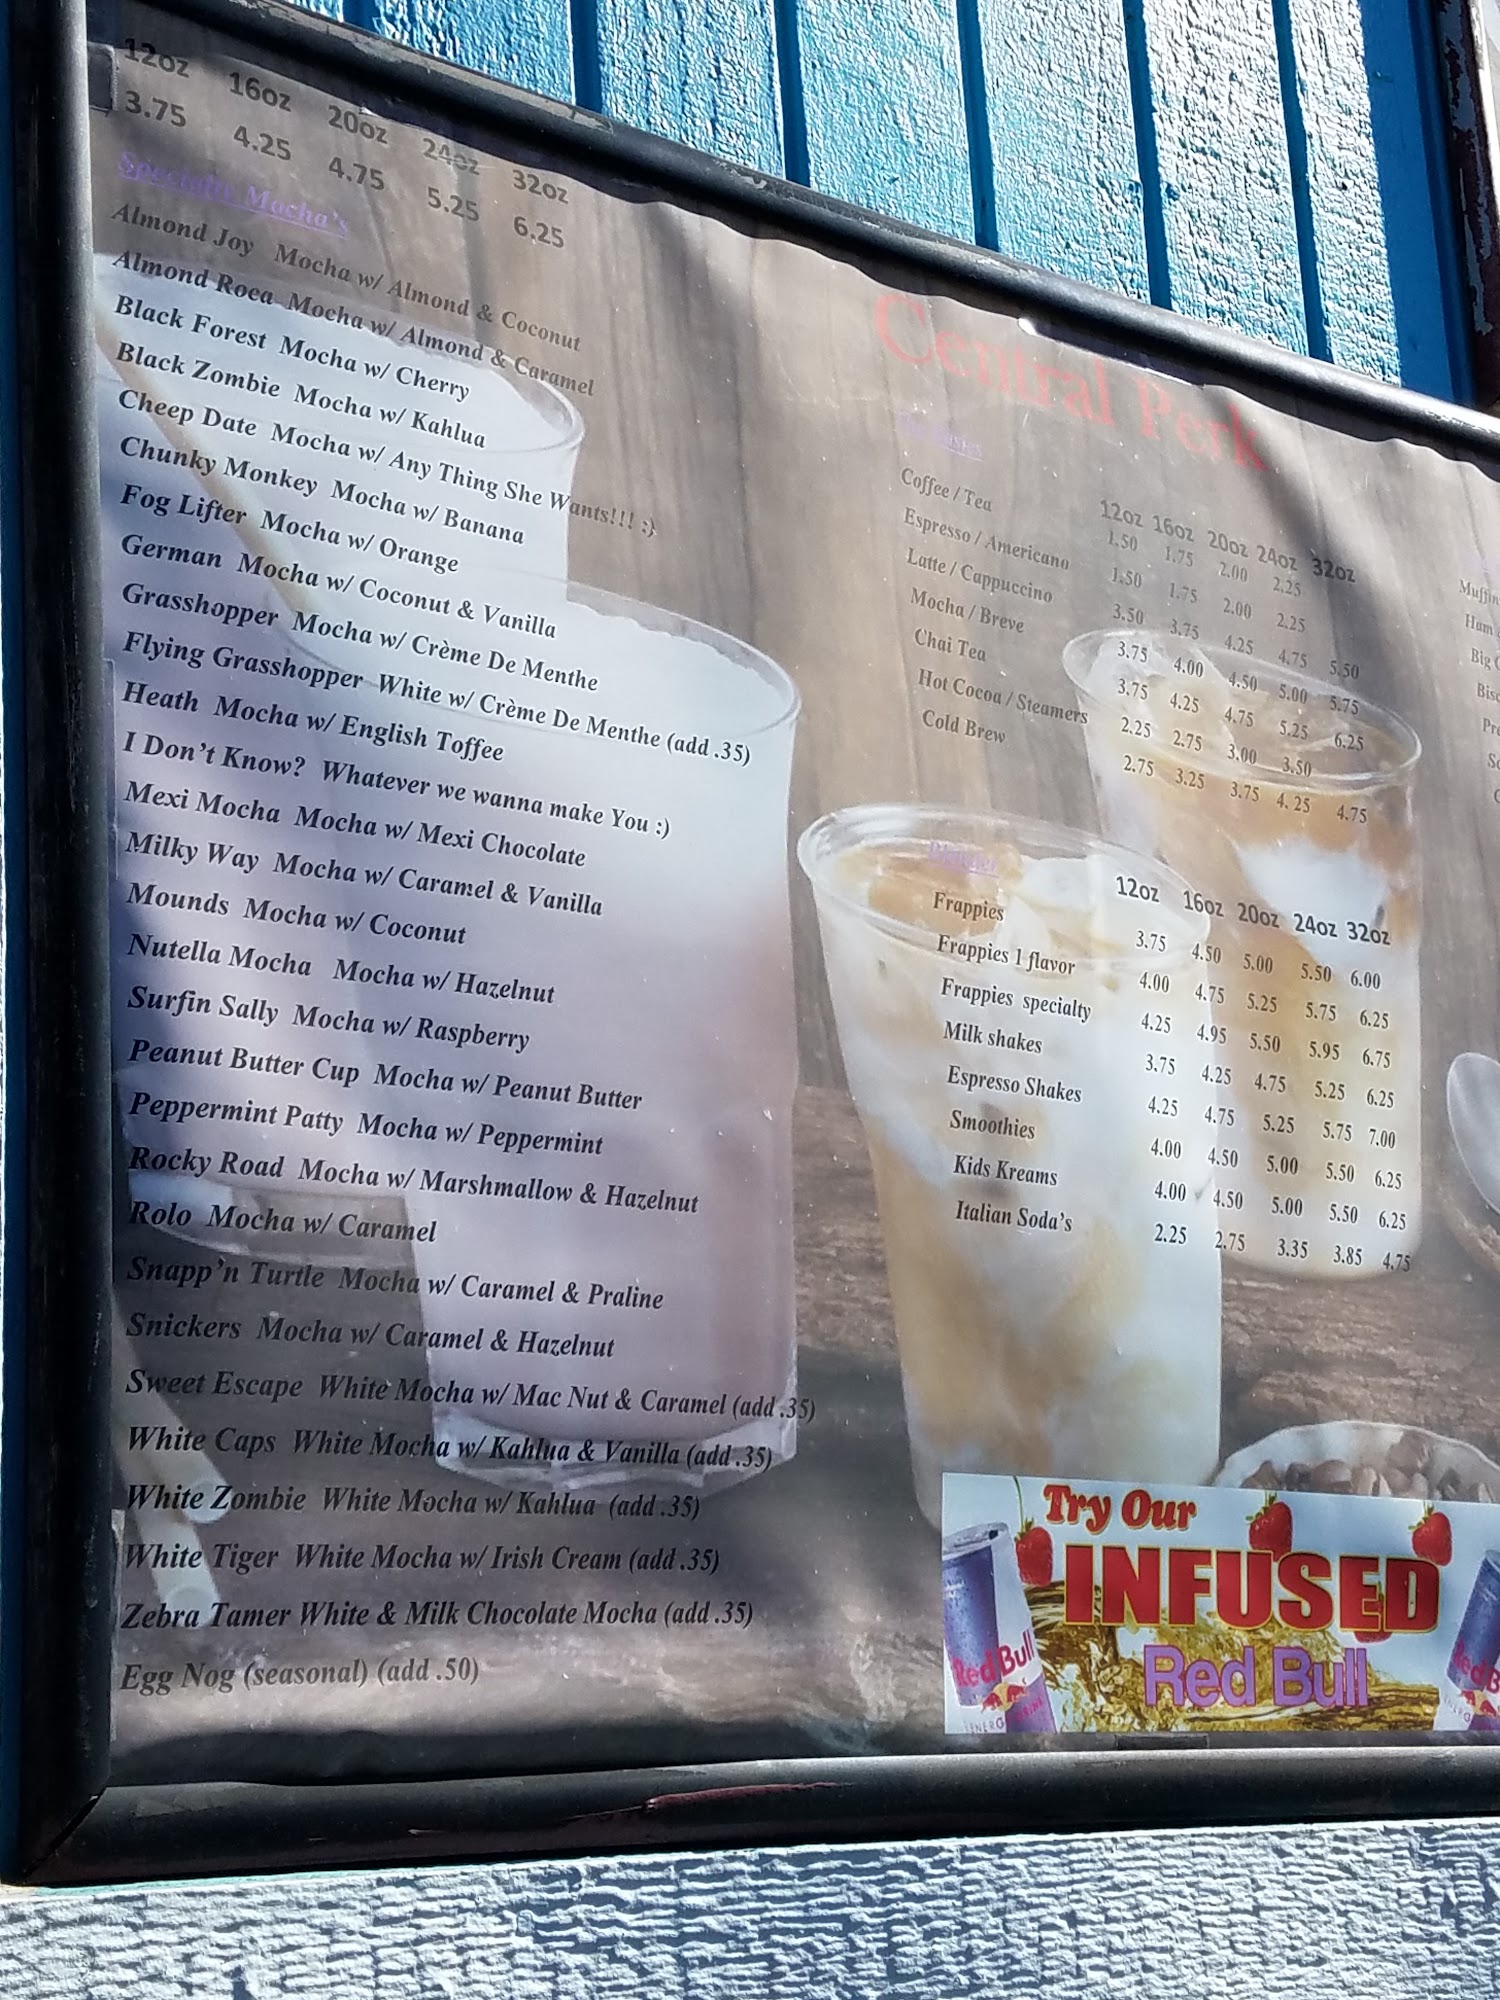 12oz 16oz 20oz 24oz 32oz
3.75 4.25 4.75 5.25 6.25
Specialty Mocha's
Almond Joy Mocha w/ Almond & Coconut
Almond Roca Mocha w/ Almond & Caramel
Black Forest Mocha w/ Cherry
Black Zombie Mocha w/ Kahlua
Cheep Date Mocha w/ Any Thing She Wants!!! :}
Chunky Monkey Mocha w/ Banana
Fog Lifter Mocha w/ Orange
German Mocha w/ Coconut & Vanilla
Grasshopper Mocha w/ Crème De Menthe
Flying Grasshopper White w/ Crème De Menthe (add .35)
Heath Mocha w/ English Toffee
I Don't Know? Whatever we wanna make You :)
Mexi Mocha Mocha w/ Mexi Chocolate
Milky Way Mocha w/ Caramel & Vanilla
Mounds Mocha w/ Coconut
Nutella Mocha Mocha w/ Hazelnut
Surfin Sally Mocha w/ Raspberry
Peanut Butter Cup Mocha w/ Peanut Butter
Peppermint Patty Mocha w/ Peppermint
Rocky Road Mocha w/ Marshmallow & Hazelnut
Rolo Mocha w/ Caramel
Snapp'n Turtle Mocha w/ Caramel & Praline
Snickers Mocha w/ Caramel & Hazelnut
Sweet Escape White Mocha w/ Mac Nut & Caramel (add .35)
White Caps White Mocha w/ Kahlua & Vanilla (add .35)
White Zombie White Mocha w/ Kahlua (add .35)
White Tiger White Mocha w/ Irish Cream (add .35)
Zebra Tamer White & Milk Chocolate Mocha (add .35)
Egg Nog (seasonal) (add .50)
Central Perk
12oz 16oz 20oz 24oz 32oz
Coffee / Tea 1.50 1.75 2.00 2.25
Espresso / Americano 1.50 1.75 2.00 2.25
Latte / Cappuccino 3.50 3.75 4.25 4.75 5.50
Mocha / Breve 3.75 4.00 4.50 5.00 5.75
Chai Tea 3.75 4.25 4.75 5.25 6.25
Hot Cocoa / Steamers 2.25 2.75 3.00 3.50
Cold Brew 2.75 3.25 3.75 4. 25 4.75
12oz 16oz 20oz 24oz 32oz
Frappies 3.75 4.50 5.00 5.50 6.00
Frappies 1 flavor 4.00 4.75 5.25 5.75 6.25
Frappies specialty 4.25 4.95 5.50 5.95 6.75
Milk shakes 3.75 4.25 4.75 5.25 6.25
Espresso Shakes 4.25 4.75 5.25 5.75 7.00
Smoothies 4.00 4.50 5.00 5.50 6.25
Kids Kreams 4.00 4.50 5.00 5.50 6.25
Italian Soda's 2.25 2.75 3.35 3.85 4.75
Muffin
Ham
Big
Try Our
INFUSED
Red Bull
Red Bull